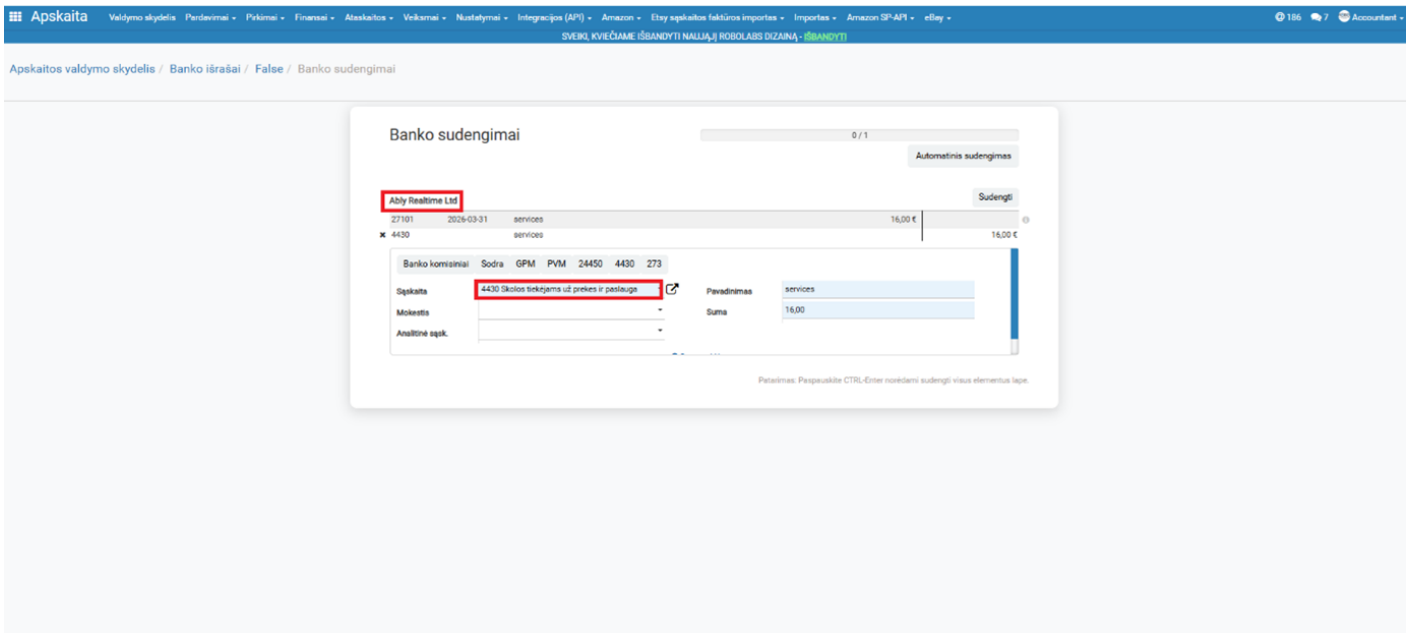 Apskaita Valdymo skydelis Pardavimai Pirkimai Finansai Ataskaitos Veiksmai Nustatymai Integracijos (API) Amazon Etsy sąskaitos faktūros importas Importas Amazon SP-API eBay 186 7 Accountant
SVEIKI, KVIEČIAME IŠBANDYTI NAUJĄJĮ ROBOLABS DIZAINĄ - IŠBANDYTI
Apskaitos valdymo skydelis / Banko išrašai / False / Banko sudengimai
Banko sudengimai 0 / 1
Automatinis sudengimas
Ably Realtime Ltd Sudengti
27101 2026-03-31 services 16,00 €
4430 services 16,00 €
Banko komisiniai Sodra GPM PVM 24450 4430 273
Sąskaita 4430 Skolos tiekėjams už prekes ir paslauga Pavadinimas services
Mokestis Suma 16,00
Analitinė sąsk.
Patarimas: Paspauskite CTRL-Enter norėdami sudengti visus elementus lape.